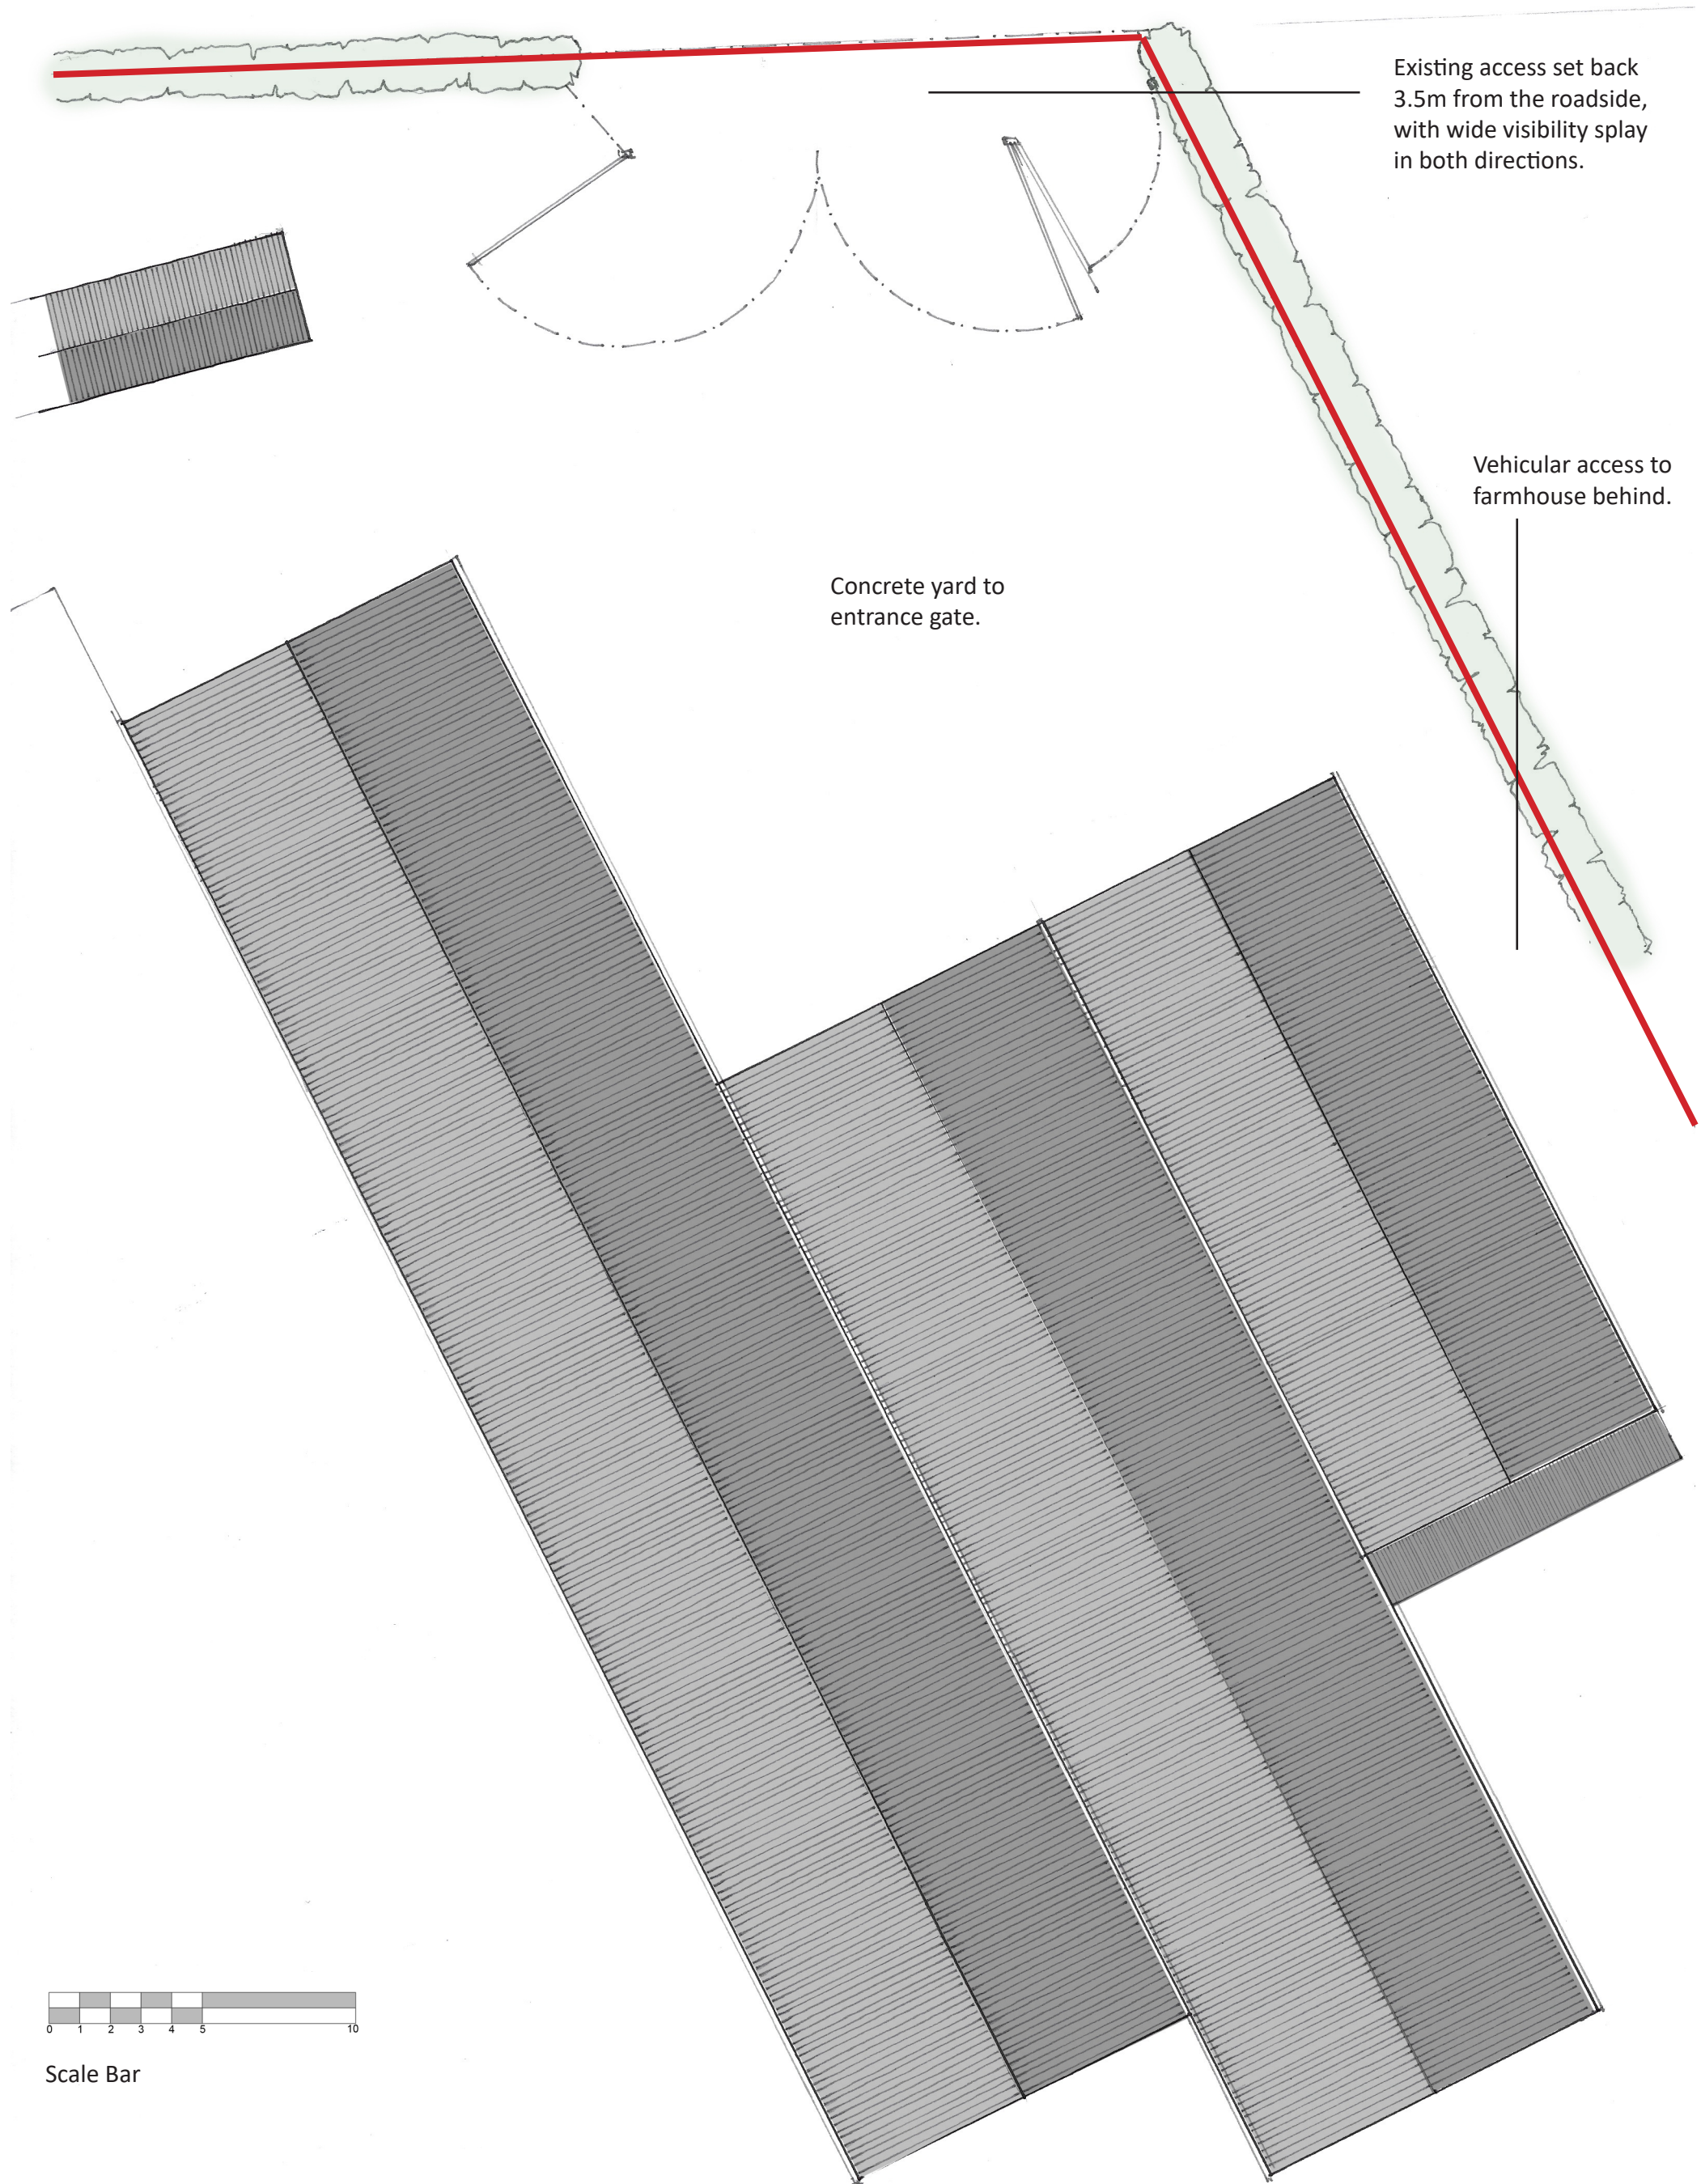 Existing access set back
3.5m from the roadside,
with wide visibility splay
in both directions.
Vehicular access to
farmhouse behind.
Concrete yard to
entrance gate.
0 1 2 3 4 5 10
Scale Bar